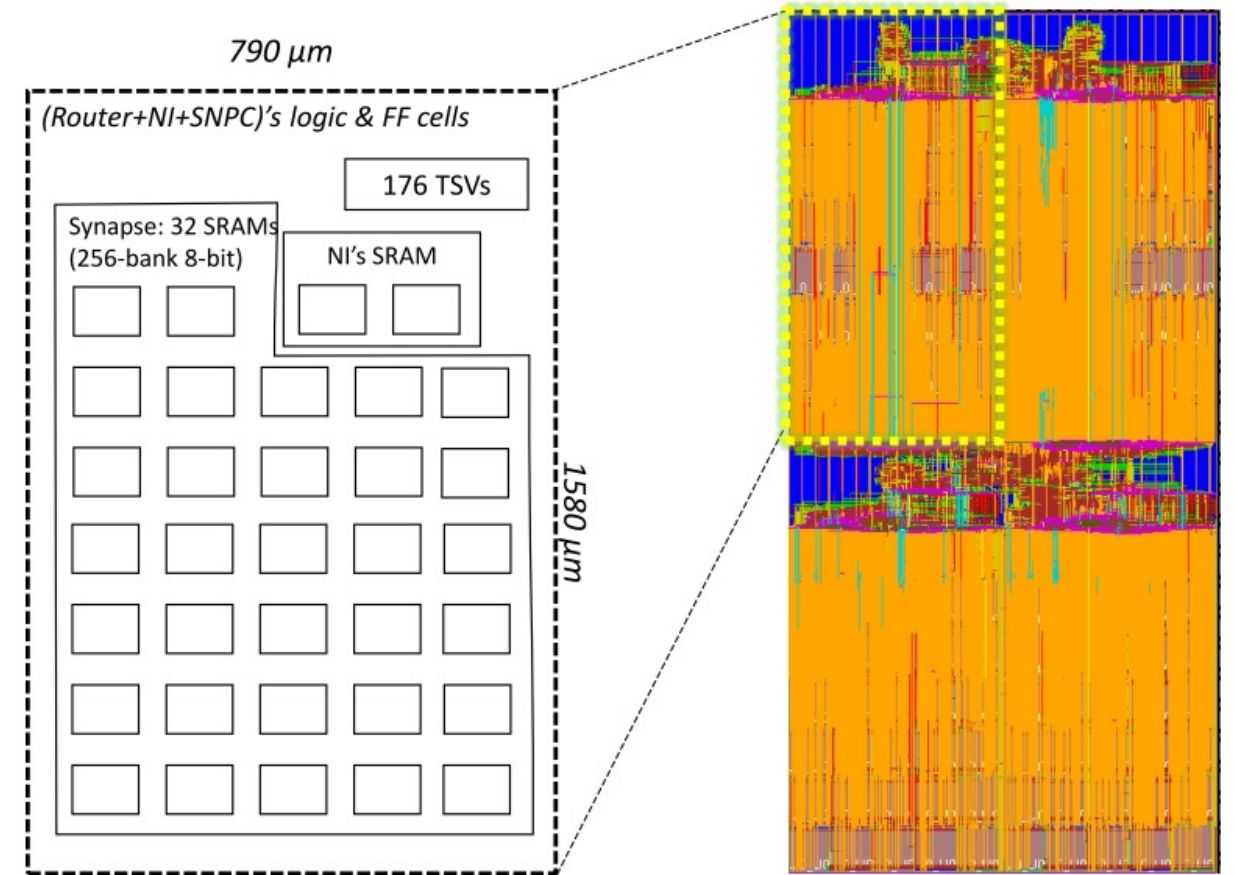 790 μm
(Router+NI+SNPC)'s logic & FF cells
176 TSVs
Synapse: 32 SRAMs
(256-bank 8-bit)
NI's SRAM
1580 μm